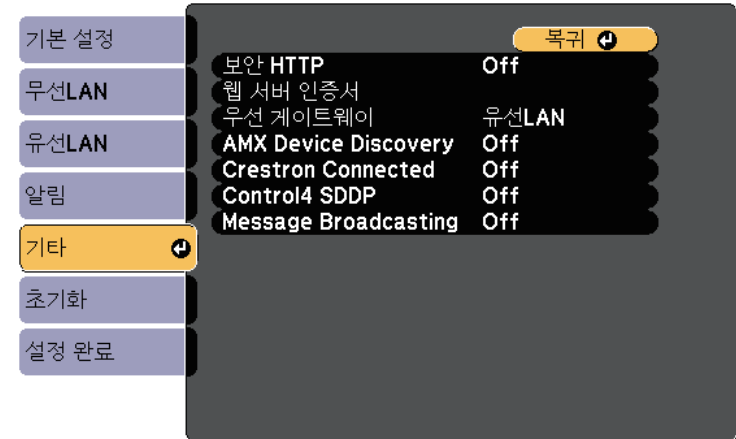 기본 설정
무선LAN
유선LAN
알림
기타
초기화
설정 완료
복귀
보안 HTTP Off
웹 서버 인증서
우선 게이트웨이 유선LAN
AMX Device Discovery Off
Crestron Connected Off
Control4 SDDP Off
Message Broadcasting Off